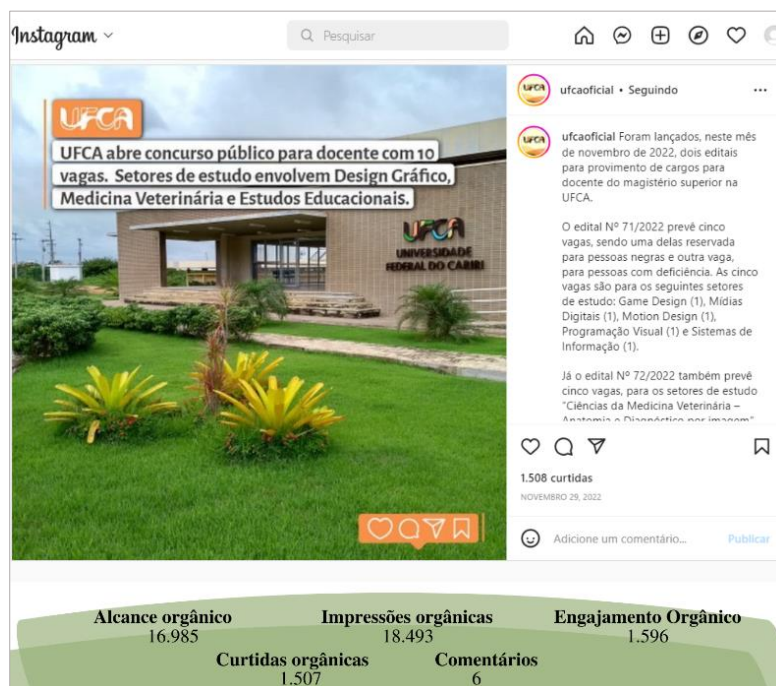 Instagram
Pesquisar
UFCA
UFCA abre concurso público para docente com 10
vagas. Setores de estudo envolvem Design Gráfico,
Medicina Veterinária e Estudos Educacionais.
UFCA
UNIVERSIDADE
FEDERAL DO CARIRI
UFCA
ufcaoficial • Seguindo
UFCA
ufcaoficial Foram lançados, neste mês
de novembro de 2022, dois editais
para provimento de cargos para
docente do magistério superior na
UFCA.
O edital Nº 71/2022 prevê cinco
vagas, sendo uma delas reservada
para pessoas negras e outra vaga,
para pessoas com deficiência. As cinco
vagas são para os seguintes setores
de estudo: Game Design (1), Mídias
Digitais (1), Motion Design (1),
Programação Visual (1) e Sistemas de
Informação (1).
Já o edital Nº 72/2022 também prevê
cinco vagas, para os setores de estudo
"Ciências da Medicina Veterinária –
Anatomia e Diagnóstico por imagem"
1.508 curtidas
NOVEMBRO 29, 2022
Adicione um comentário... Publicar
Alcance orgânico
16.985
Impressões orgânicas
18.493
Engajamento Orgânico
1.596
Curtidas orgânicas
1.507
Comentários
6